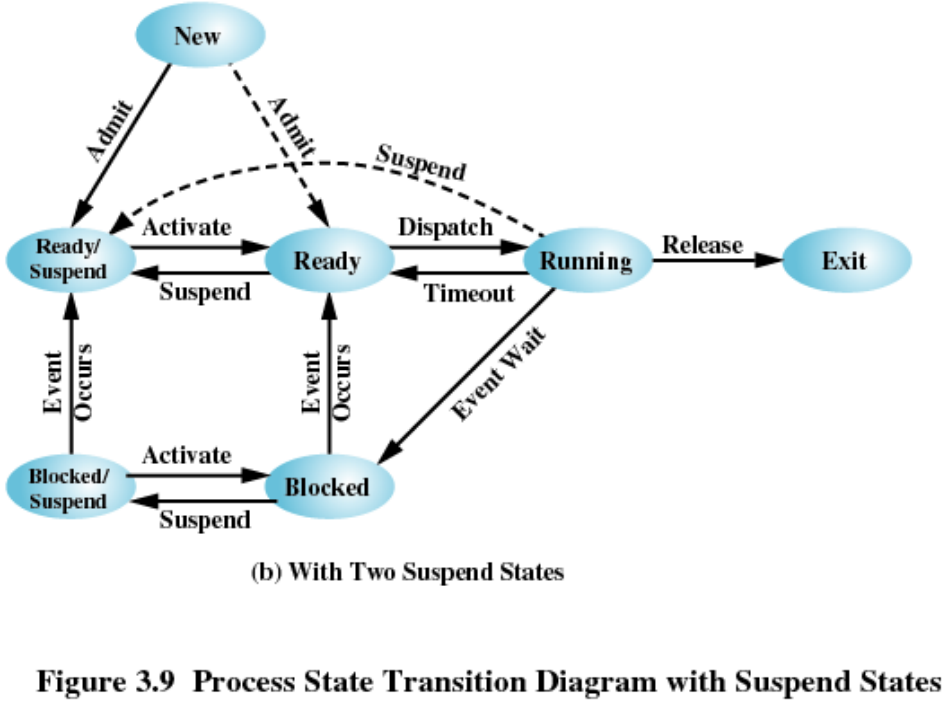 New
Admit
Admit
Suspend
Ready/
Suspend
Activate
Suspend
Ready
Dispatch
Timeout
Running
Release
Exit
Event
Occurs
Event
Occurs
Event Wait
Blocked/
Suspend
Activate
Suspend
Blocked
(b) With Two Suspend States
Figure 3.9 Process State Transition Diagram with Suspend States